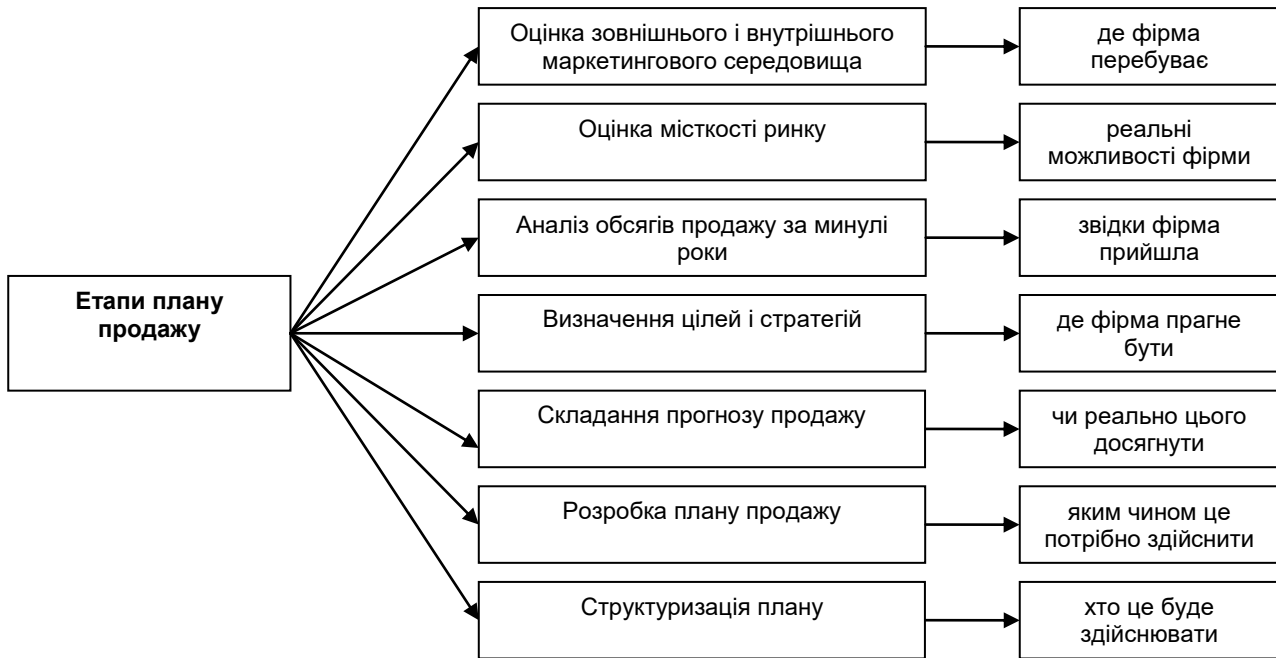 Оцінка зовнішнього і внутрішнього
маркетингового середовища
де фірма
перебуває
Оцінка місткості ринку
реальні
можливості фірми
Аналіз обсягів продажу за минулі
роки
звідки фірма
прийшла
Етапи плану
продажу
Визначення цілей і стратегій
де фірма прагне
бути
Складання прогнозу продажу
чи реально цього
досягнути
Розробка плану продажу
яким чином це
потрібно здійснити
Структуризація плану
хто це буде
здійснювати